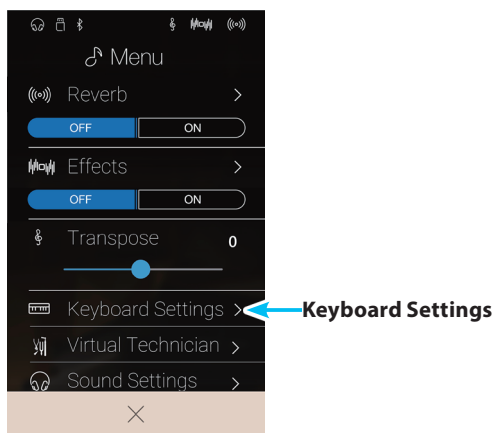 Menu
Reverb
OFF ON
Effects
OFF ON
Transpose 0
Keyboard Settings
Keyboard Settings
Virtual Technician
Sound Settings